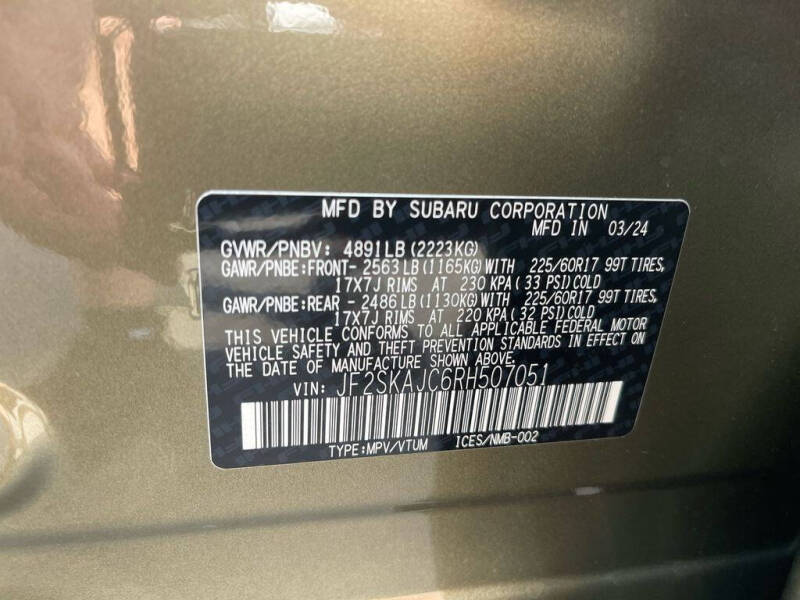 MFD BY SUBARU CORPORATION
MFD IN 03/24
GVWR/PNBV: 4891LB (2223KG)
GAWR/PNBE:FRONT- 2563LB (1165KG) WITH 225/60R17 99T TIRES,
17X7J RIMS AT 230 KPA ( 33 PSI) COLD
GAWR/PNBE:REAR - 2486LB (1130KG) WITH 225/60R17 99T TIRES,
17X7J RIMS AT 220 KPA ( 32 PSI) COLD
THIS VEHICLE CONFORMS TO ALL APPLICABLE FEDERAL MOTOR
VEHICLE SAFETY AND THEFT PREVENTION STANDARDS IN EFFECT ON
THE DATE OF MANUFACTURE SHOWN ABOVE.
VIN: JF2SKAJC6RH507051
TYPE:MPV/VTUM ICES/NMB-002